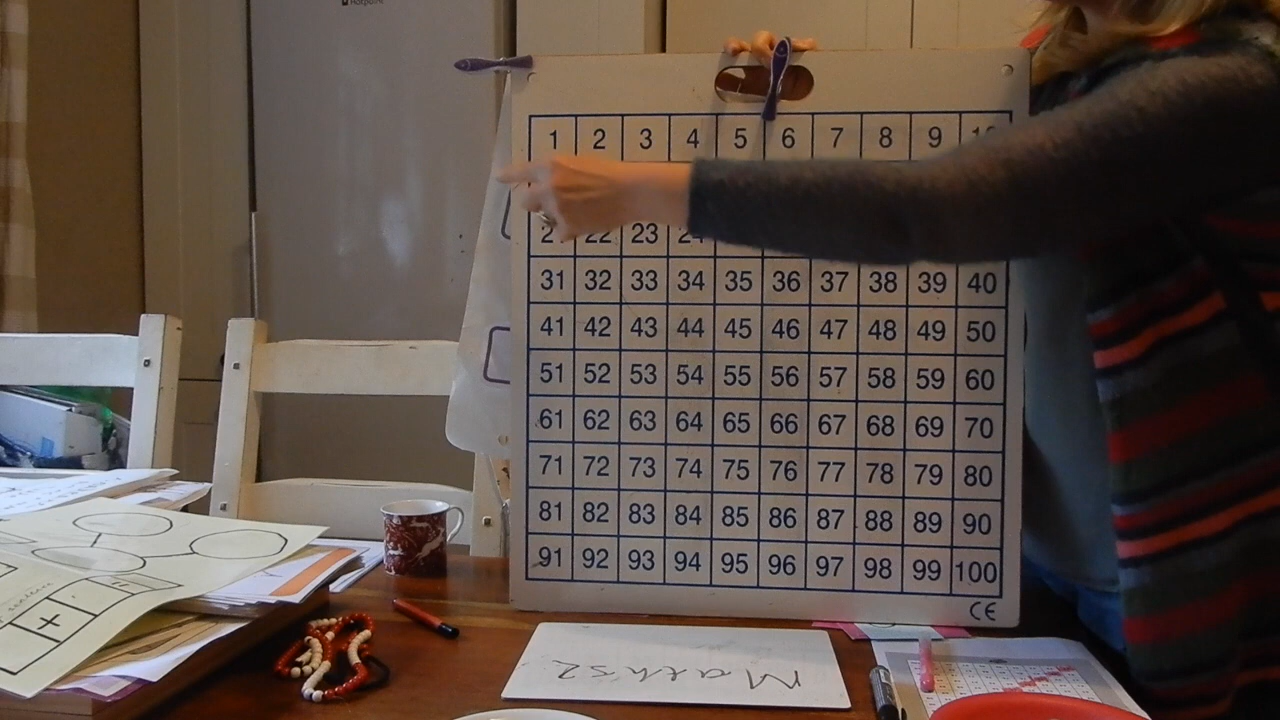 Hotpoint
1 2 3 4 5 6 7 8 9 10
22 23 24
31 32 33 34 35 36 37 38 39 40
41 42 43 44 45 46 47 48 49 50
51 52 53 54 55 56 57 58 59 60
61 62 63 64 65 66 67 68 69 70
71 72 73 74 75 76 77 78 79 80
81 82 83 84 85 86 87 88 89 90
91 92 93 94 95 96 97 98 99 100
CE
+
=
Maths2